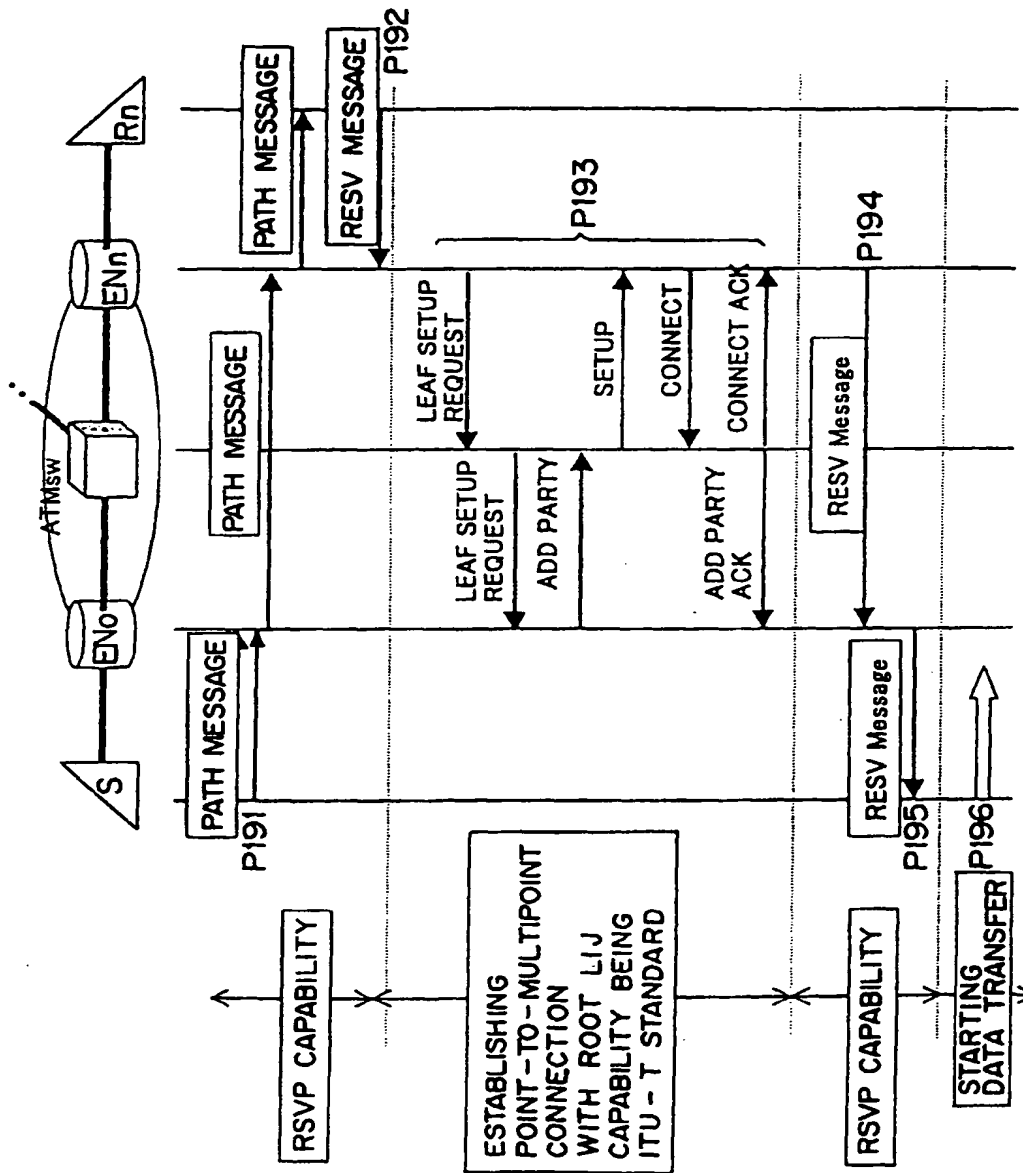 S
ENo
ATMsw
ENn
Rn
RSVP CAPABILITY
PATH MESSAGE
P191
PATH MESSAGE
PATH MESSAGE
RESV MESSAGE
P192
ESTABLISHING
POINT-TO-MULTIPOINT
CONNECTION
WITH ROOT LIJ
CAPABILITY BEING
ITU-T STANDARD
LEAF SETUP
REQUEST
LEAF SETUP
REQUEST
ADD PARTY
SETUP
CONNECT
ADD PARTY
ACK
CONNECT ACK
P193
RSVP CAPABILITY
RESV Message
P194
RESV Message
P195
STARTING
DATA TRANSFER
P196